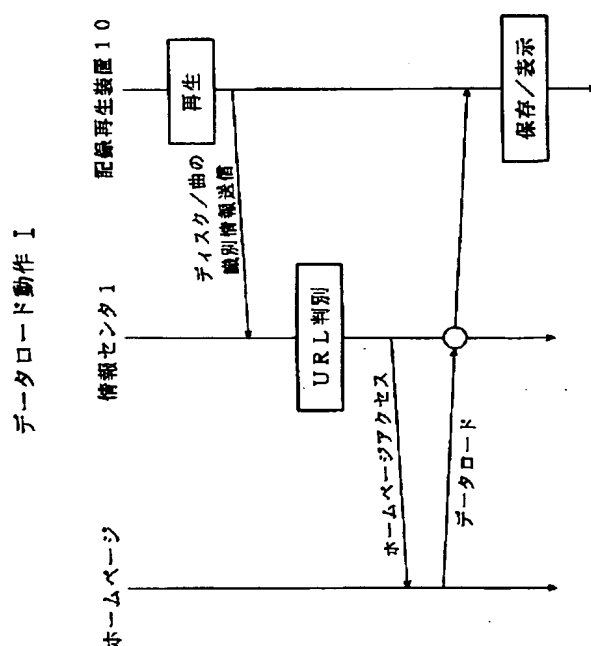 データロード動作 I
ホームページ
情報センタ1
記録再生装置10
再生
ディスク/曲の
識別情報送信
URL判別
ホームページアクセス
データロード
保存/表示